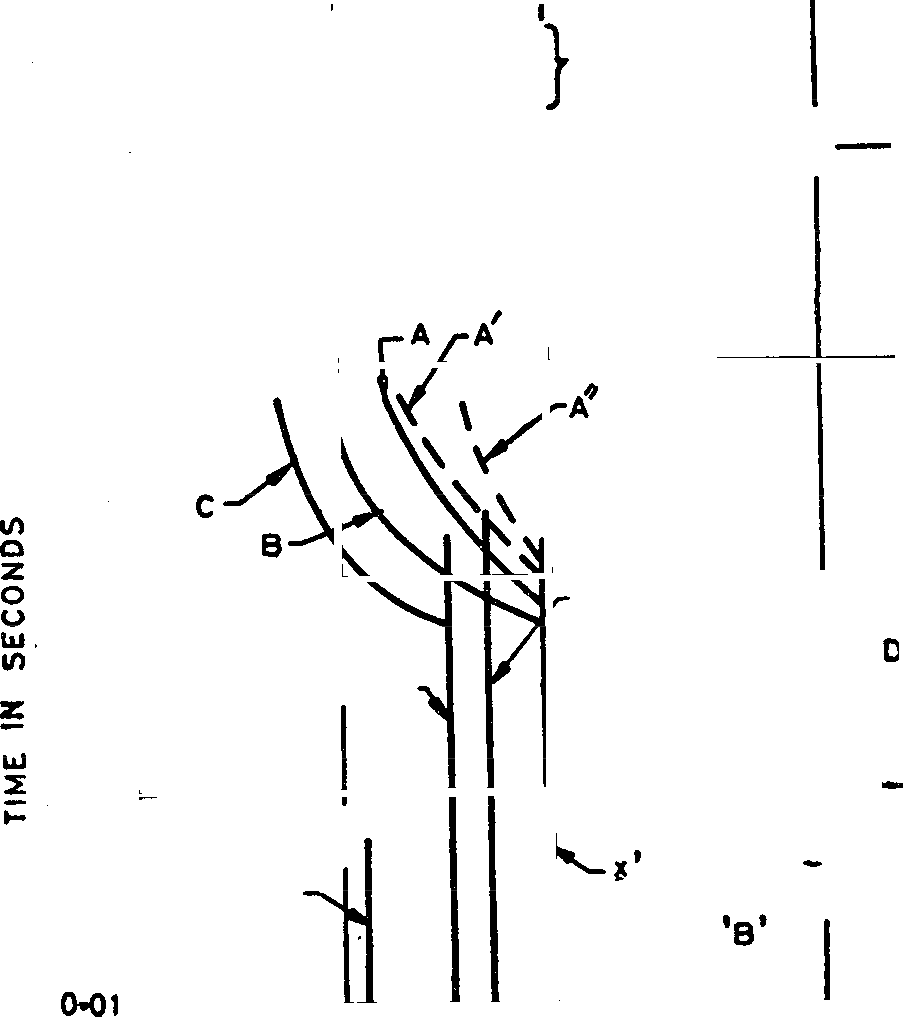 A
A′
A″
C
B
TIME IN SECONDS
D
x'
'B'
0.01